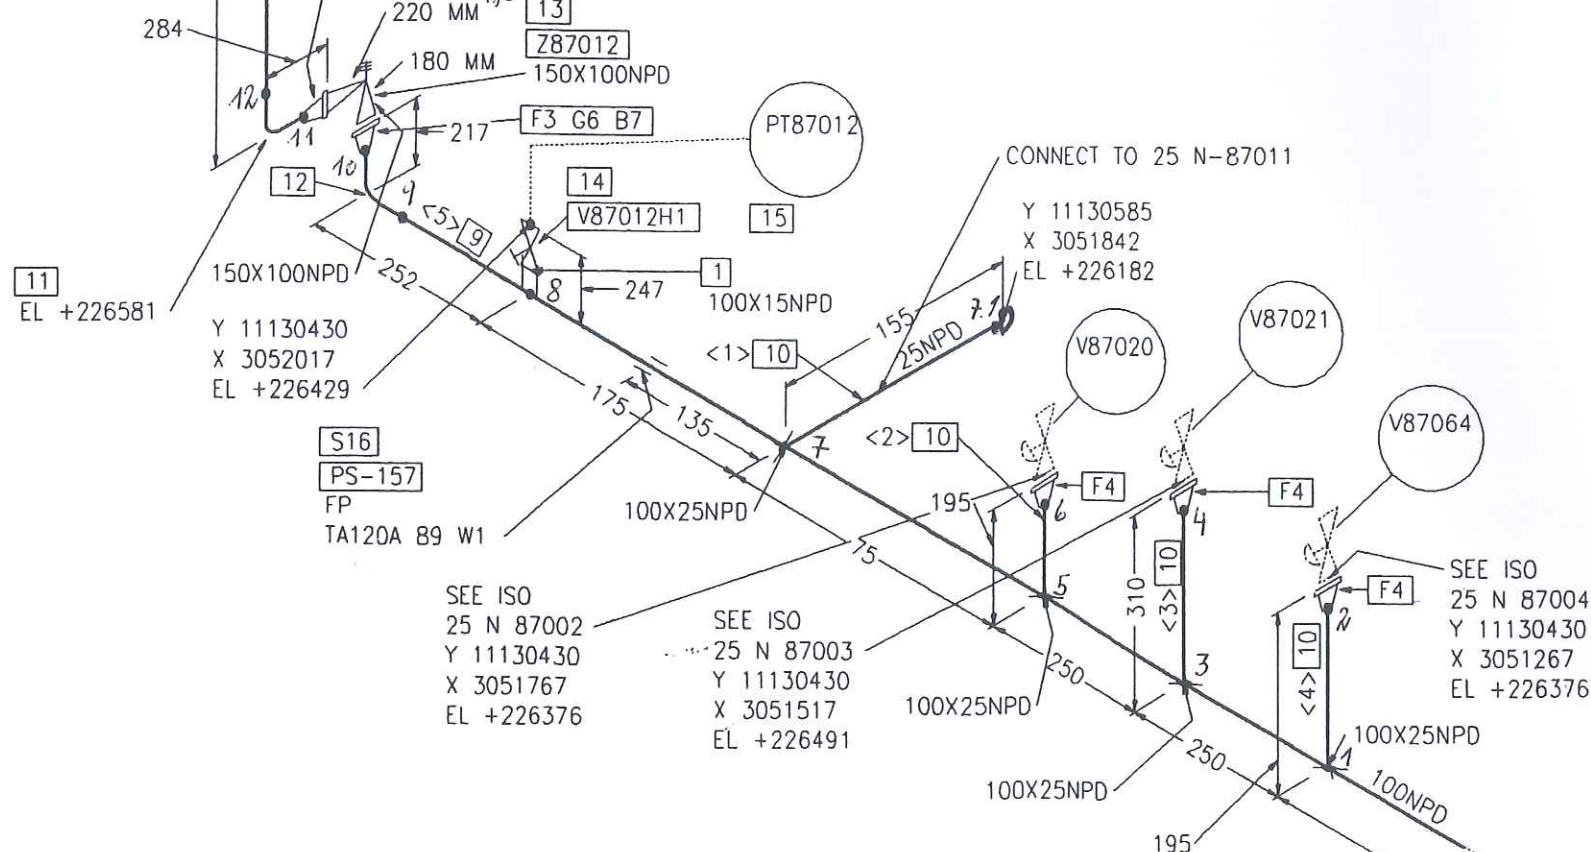 220 MM
13
284
Z87012
180 MM
150X100NPD
12
11
F3 G6 B7
217
PT87012
10
12
9
<5> 9
14
V87012H1
15
CONNECT TO 25 N-87011
Y 11130585
X 3051842
EL +226182
11
EL +226581
150X100NPD
252
8
247
1
100X15NPD
155
7.1
25NPD
<1> 10
V87020
V87021
V87064
Y 11130430
X 3052017
EL +226429
175
135
7
<2> 10
S16
PS-157
FP
TA120A 89 W1
100X25NPD
195
6
F4
4
F4
75
5
310
<3> 10
2
F4
SEE ISO
25 N 87004
Y 11130430
X 3051267
EL +226376
SEE ISO
25 N 87002
Y 11130430
X 3051767
EL +226376
SEE ISO
25 N 87003
Y 11130430
X 3051517
EL +226491
250
3
<4> 10
100X25NPD
100X25NPD
250
1
100X25NPD
100NPD
195